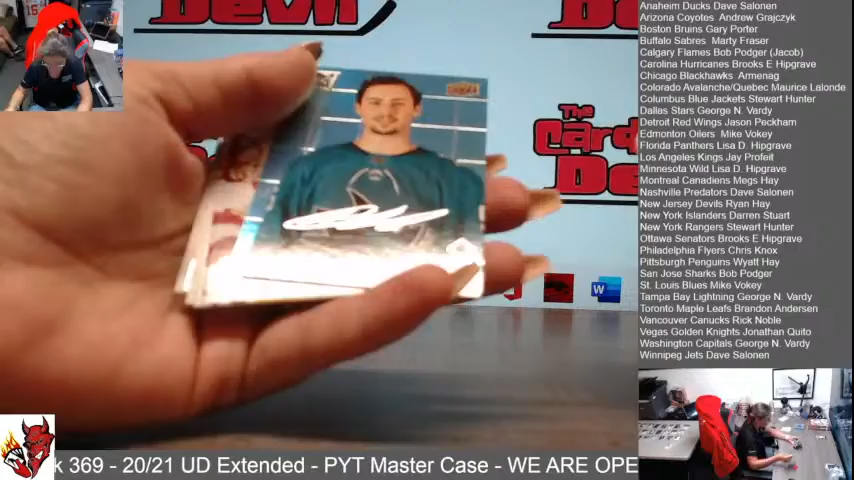 Anaheim Ducks Dave Salonen
Arizona Coyotes Andrew Grajczyk
Boston Bruins Gary Porter
Buffalo Sabres Marty Fraser
Calgary Flames Bob Podger (Jacob)
Carolina Hurricanes Brooks E Hipgrave
Chicago Blackhawks Armenag
Colorado Avalanche/Quebec Maurice Lalonde
Columbus Blue Jackets Stewart Hunter
Dallas Stars George N. Vardy
Detroit Red Wings Jason Peckham
Edmonton Oilers Mike Vokey
Florida Panthers Lisa D. Hipgrave
Los Angeles Kings Jay Profeit
Minnesota Wild Lisa D. Hipgrave
Montreal Canadiens Megs Hay
Nashville Predators Dave Salonen
New Jersey Devils Ryan Hay
New York Islanders Darren Stuart
New York Rangers Stewart Hunter
Ottawa Senators Brooks E Hipgrave
Philadelphia Flyers Chris Knox
Pittsburgh Penguins Wyatt Hay
San Jose Sharks Bob Podger
St. Louis Blues Mike Vokey
Tampa Bay Lightning George N. Vardy
Toronto Maple Leafs Brandon Andersen
Vancouver Canucks Rick Noble
Vegas Golden Knights Jonathan Quito
Washington Capitals George N. Vardy
Winnipeg Jets Dave Salonen
The
Card
De
k 369 - 20/21 UD Extended - PYT Master Case - WE ARE OPE